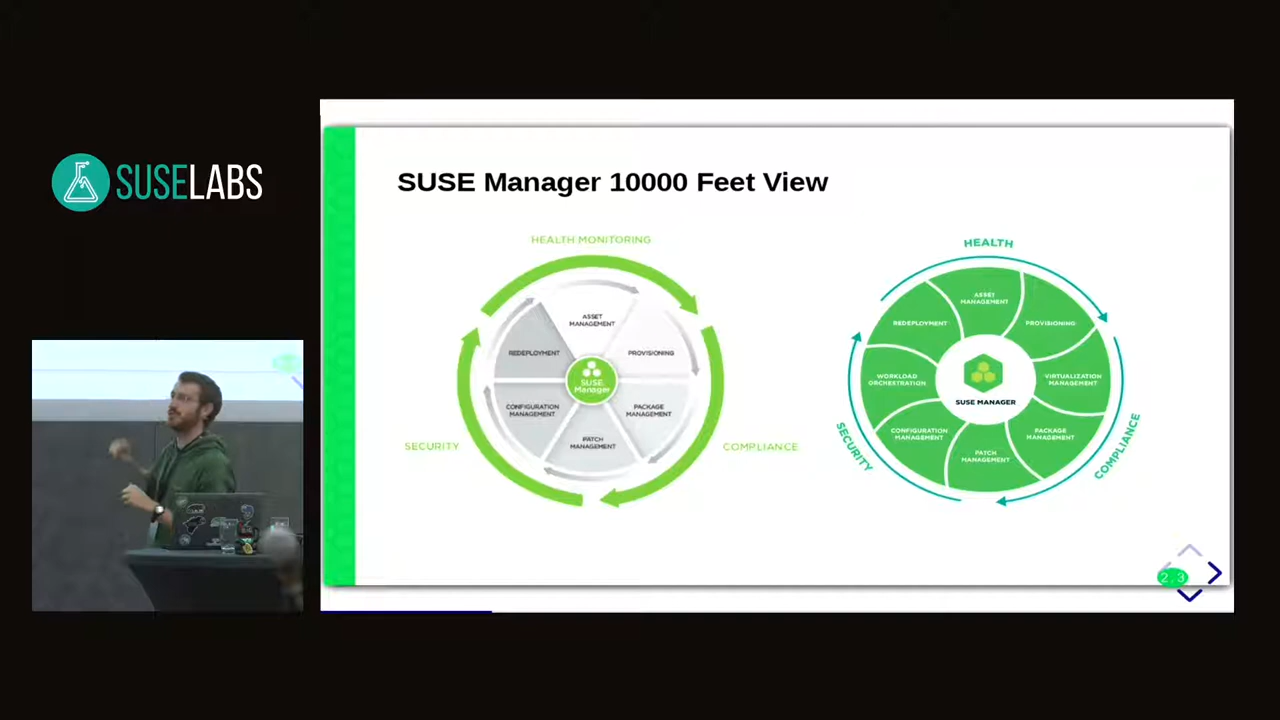 SUSELABS
SUSE Manager 10000 Feet View
HEALTH MONITORING
ASSET
MANAGEMENT
REDEPLOYMENT
PROVISIONING
SUSE
Manager
CONFIGURATION
MANAGEMENT
PACKAGE
MANAGEMENT
PATCH
MANAGEMENT
SECURITY
COMPLIANCE
HEALTH
ASSET
MANAGEMENT
REDEPLOYMENT
PROVISIONING
WORKLOAD
ORCHESTRATION
VIRTUALIZATION
MANAGEMENT
SUSE MANAGER
CONFIGURATION
MANAGEMENT
PACKAGE
MANAGEMENT
PATCH
MANAGEMENT
SECURITY
COMPLIANCE
2.3